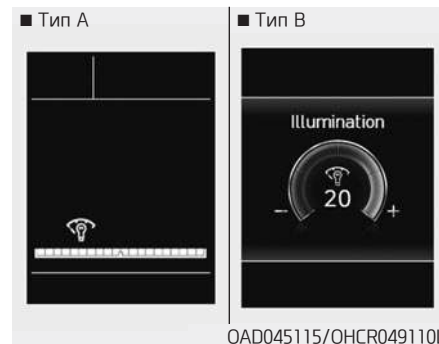 ■ Тип A
■ Тип B
Illumination
20
− +
OAD045115/OHCR049110